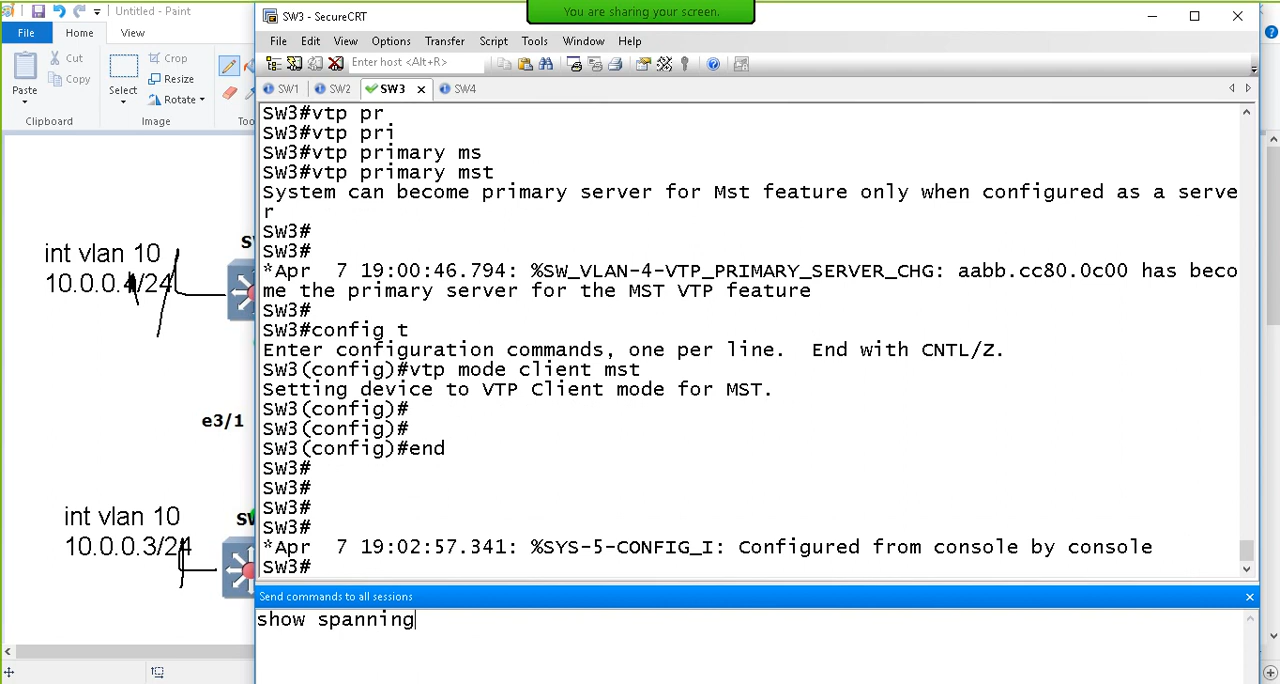 You are sharing your screen.
Untitled - Paint
File
Home
View
Paste
Cut
Copy
Clipboard
Select
Crop
Resize
Rotate
Image
Too
int vlan 10
10.0.0.4/24
e3/1
int vlan 10
10.0.0.3/24
SW3 - SecureCRT
File Edit View Options Transfer Script Tools Window Help
Enter host <Alt+R>
SW1 SW2 SW3 SW4
SW3#vtp pr
SW3#vtp pri
SW3#vtp primary ms
SW3#vtp primary mst
System can become primary server for Mst feature only when configured as a serve
r
SW3#
SW3#
*Apr  7 19:00:46.794: %SW_VLAN-4-VTP_PRIMARY_SERVER_CHG: aabb.cc80.0c00 has beco
me the primary server for the MST VTP feature
SW3#
SW3#config t
Enter configuration commands, one per line.  End with CNTL/Z.
SW3(config)#vtp mode client mst
Setting device to VTP Client mode for MST.
SW3(config)#
SW3(config)#
SW3(config)#end
SW3#
SW3#
SW3#
SW3#
*Apr  7 19:02:57.341: %SYS-5-CONFIG_I: Configured from console by console
SW3#
Send commands to all sessions
show spanning